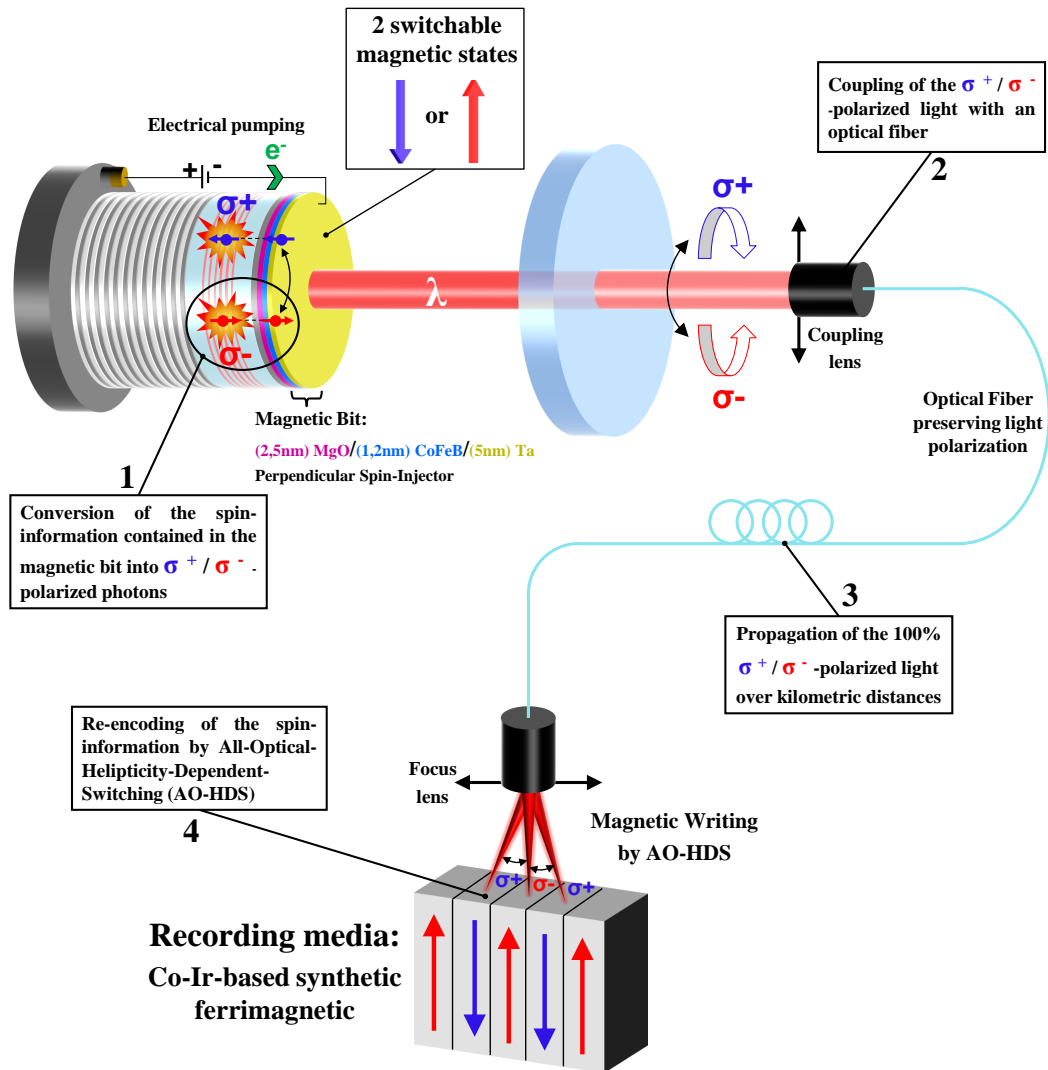 2 switchable
magnetic states
or
Electrical pumping
e-
+ -
σ+
σ-
λ
σ+
σ-
Coupling of the σ + / σ -
-polarized light with an
optical fiber
2
Coupling
lens
Optical Fiber
preserving light
polarization
Magnetic Bit:
(2,5nm) MgO/(1,2nm) CoFeB/(5nm) Ta
Perpendicular Spin-Injector
1
Conversion of the spin-
information contained in the
magnetic bit into σ + / σ - -
polarized photons
3
Propagation of the 100%
σ + / σ - -polarized light
over kilometric distances
Re-encoding of the spin-
information by All-Optical-
Helipticity-Dependent-
Switching (AO-HDS)
4
Focus
lens
Magnetic Writing
by AO-HDS
σ+ σ- σ+
Recording media:
Co-Ir-based synthetic
ferrimagnetic